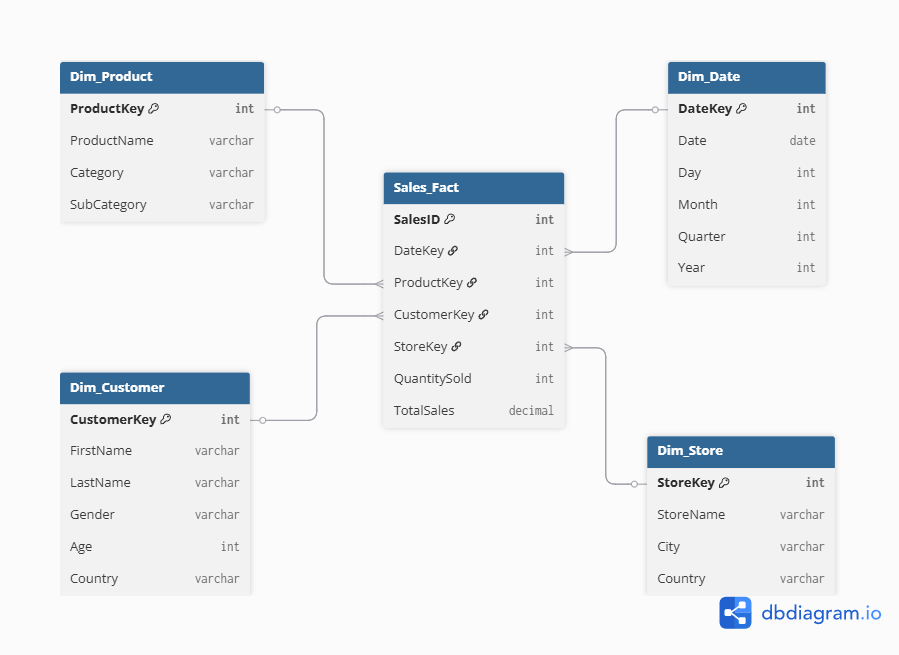 Dim_Product
ProductKey int
ProductName varchar
Category varchar
SubCategory varchar
Dim_Date
DateKey int
Date date
Day int
Month int
Quarter int
Year int
Sales_Fact
SalesID int
DateKey int
ProductKey int
CustomerKey int
StoreKey int
QuantitySold int
TotalSales decimal
Dim_Customer
CustomerKey int
FirstName varchar
LastName varchar
Gender varchar
Age int
Country varchar
Dim_Store
StoreKey int
StoreName varchar
City varchar
Country varchar
dbdiagram.io